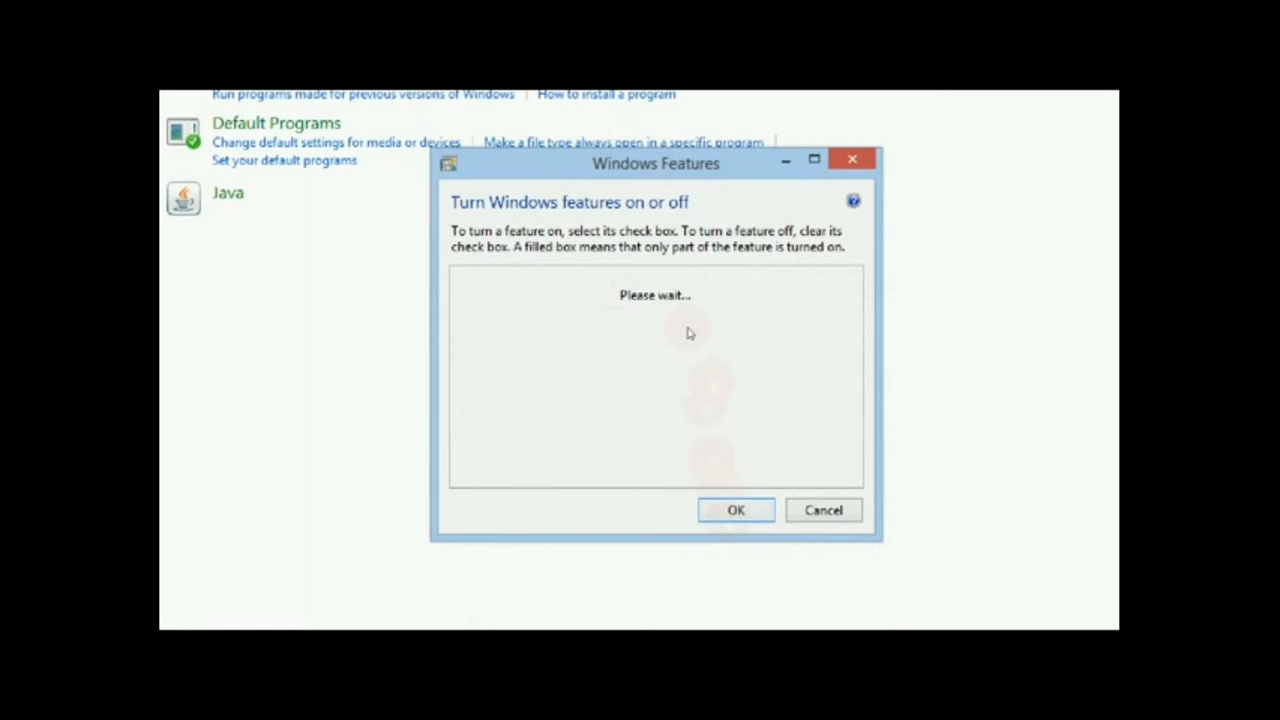 Run programs made for previous versions of Windows | How to install a program
Default Programs
Change default settings for media or devices | Make a file type always open in a specific program |
Set your default programs
Java
Windows Features
Turn Windows features on or off
To turn a feature on, select its check box. To turn a feature off, clear its
check box. A filled box means that only part of the feature is turned on.
Please wait...
OK Cancel